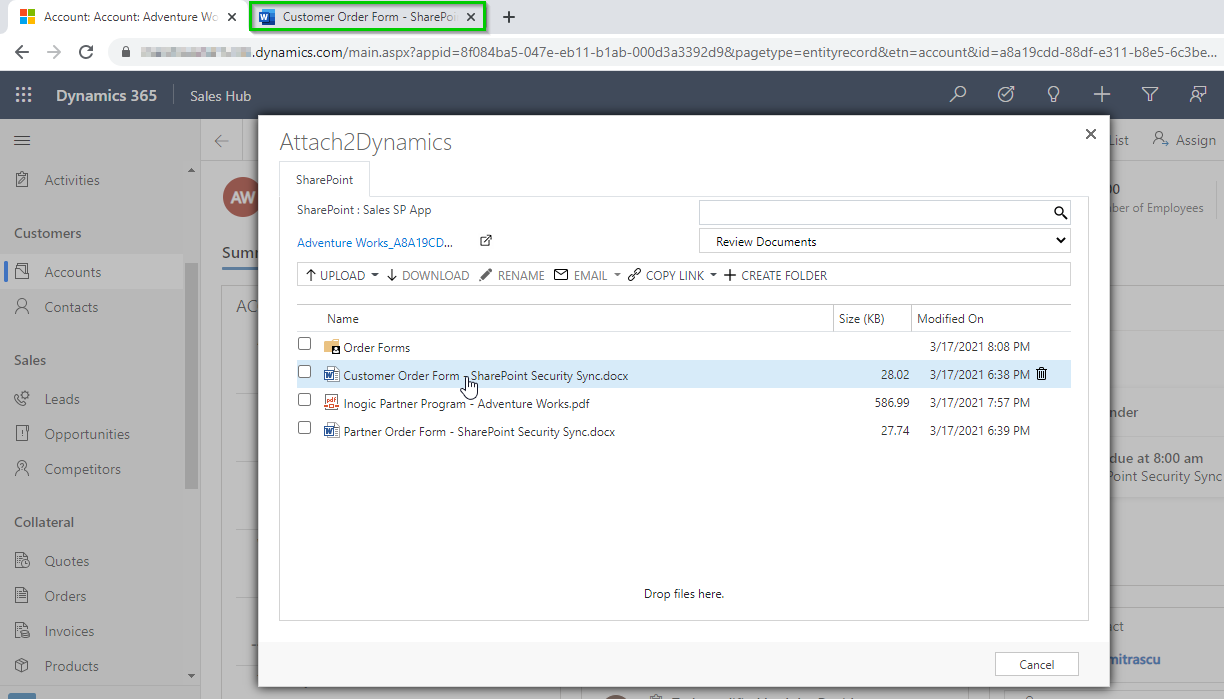 Account: Account: Adventure Wo
Customer Order Form - SharePoi
.dynamics.com/main.aspx?appid=8f084ba5-047e-eb11-b1ab-000d3a3392d9&pagetype=entityrecord&etn=account&id=a8a19cdd-88df-e311-b8e5-6c3be...
Dynamics 365
Sales Hub
Attach2Dynamics
List
Assign
SharePoint
Activities
AW
SharePoint : Sales SP App
ber of Employees
Customers
Adventure Works_A8A19CD...
Review Documents
Summ
Accounts
UPLOAD
DOWNLOAD
RENAME
EMAIL
COPY LINK
CREATE FOLDER
Contacts
AC
Name
Size (KB)
Modified On
Order Forms
3/17/2021 8:08 PM
Sales
Customer Order Form - SharePoint Security Sync.docx
28.02
3/17/2021 6:38 PM
Leads
Inogic Partner Program - Adventure Works.pdf
586.99
3/17/2021 7:57 PM
nder
Opportunities
Partner Order Form - SharePoint Security Sync.docx
27.74
3/17/2021 6:39 PM
due at 8:00 am
Competitors
Point Security Sync
Collateral
Quotes
Orders
Drop files here.
Invoices
ct
Products
Cancel
mitrascu